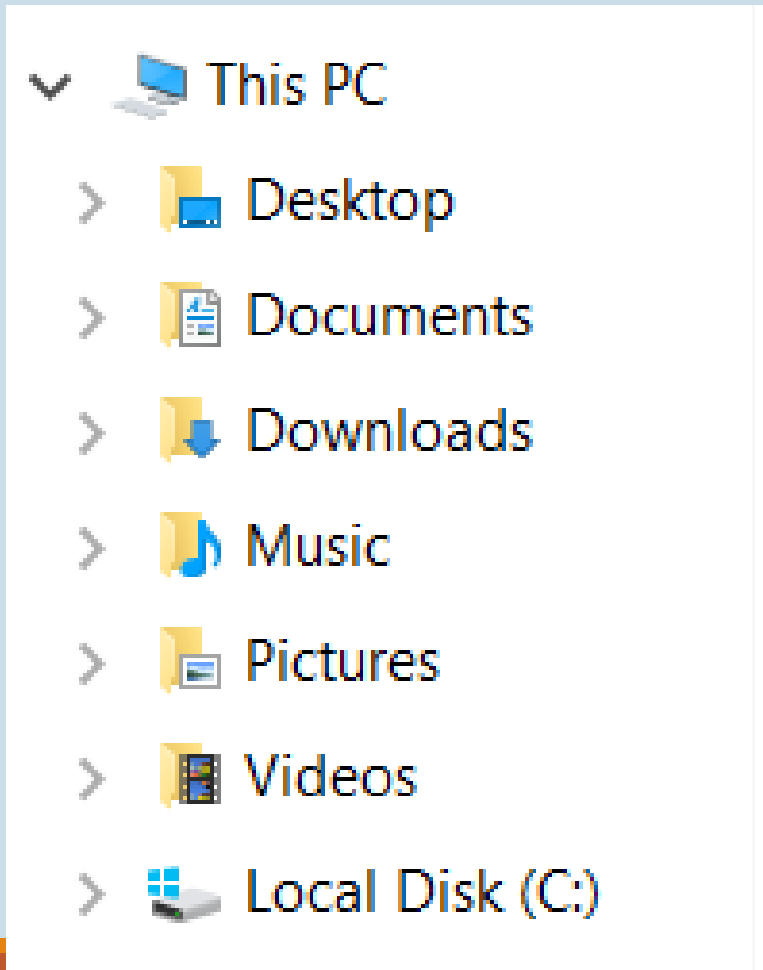 This PC
Desktop
Documents
Downloads
Music
Pictures
Videos
Local Disk (C:)